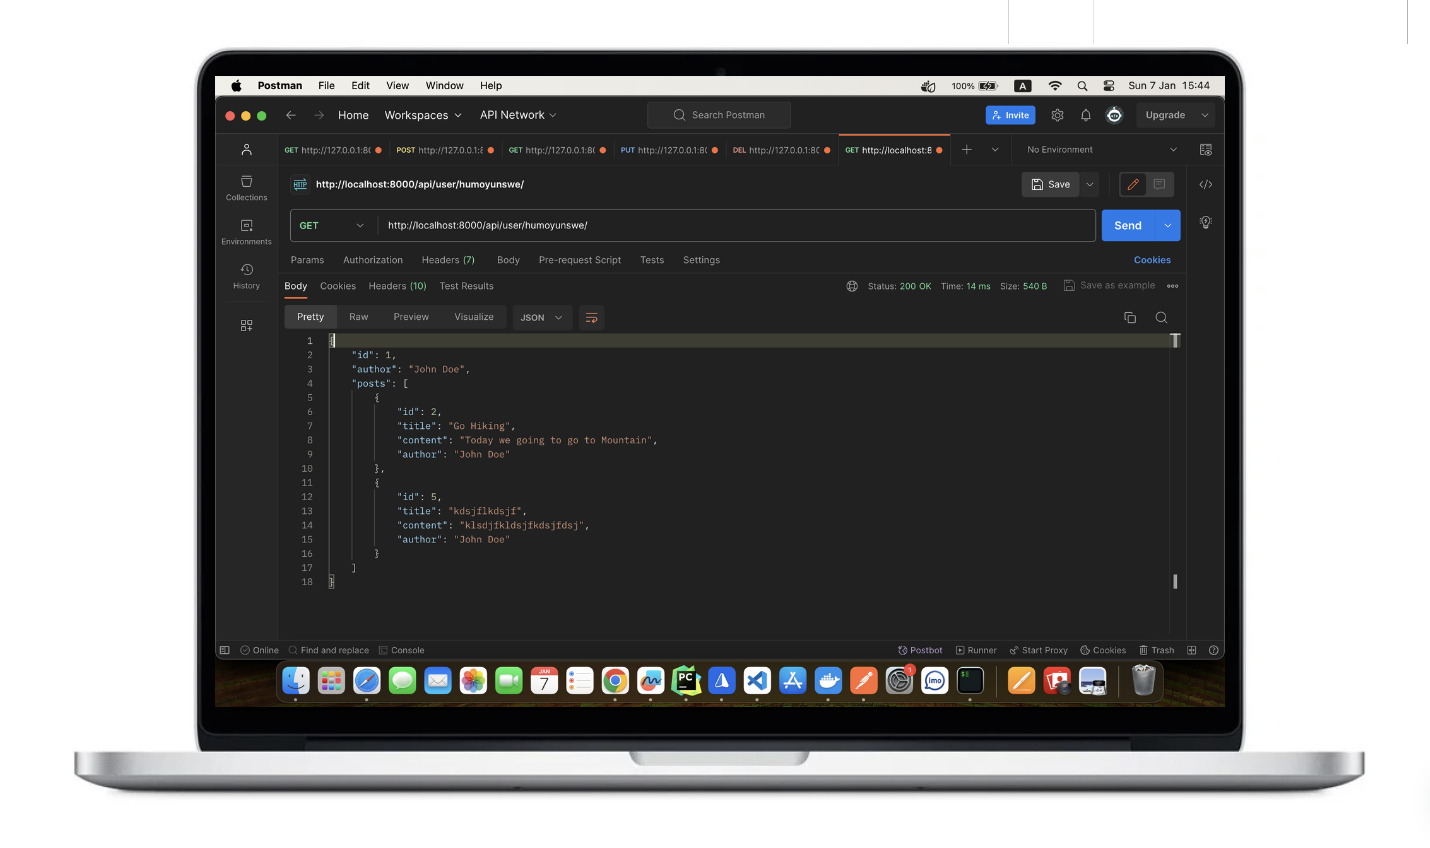 Postman File Edit View Window Help 100% A Sun 7 Jan 15:44
Home Workspaces API Network Search Postman Invite Upgrade
GET http://127.0.0.1:8( POST http://127.0.0.1:8 GET http://127.0.0.1:8( PUT http://127.0.0.1:8( DEL http://127.0.0.1:8( GET http://localhost:8 No Environment
HTTP http://localhost:8000/api/user/humoyunswe/ Save
Collections
GET http://localhost:8000/api/user/humoyunswe/ Send
Environments
Params Authorization Headers (7) Body Pre-request Script Tests Settings Cookies
History
Body Cookies Headers (10) Test Results Status: 200 OK Time: 14 ms Size: 540 B Save as example
Pretty Raw Preview Visualize JSON
1 {
2 "id": 1,
3 "author": "John Doe",
4 "posts": [
5 {
6 "id": 2,
7 "title": "Go Hiking",
8 "content": "Today we going to go to Mountain",
9 "author": "John Doe"
10 },
11 {
12 "id": 5,
13 "title": "kdsjflkdsjf",
14 "content": "klsdjfkldsjfkdsjfdsj",
15 "author": "John Doe"
16 }
17 ]
18 }
Online Find and replace Console Postbot Runner Start Proxy Cookies Trash
JAN
7
PC
1
imo
$